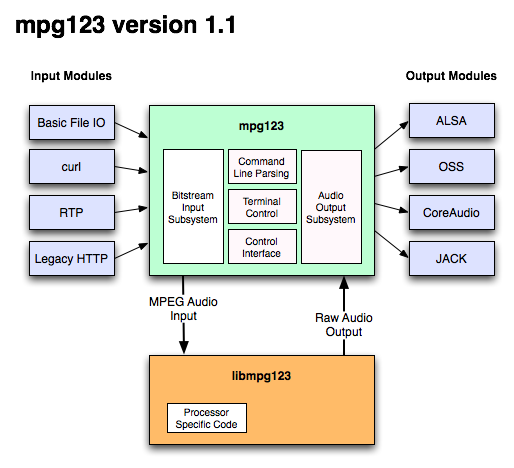 mpg123 version 1.1
Input Modules
Output Modules
Basic File IO
curl
RTP
Legacy HTTP
mpg123
Bitstream
Input
Subsystem
Command
Line Parsing
Terminal
Control
Control
Interface
Audio
Output
Subsystem
ALSA
OSS
CoreAudio
JACK
MPEG Audio
Input
Raw Audio
Output
libmpg123
Processor
Specific Code